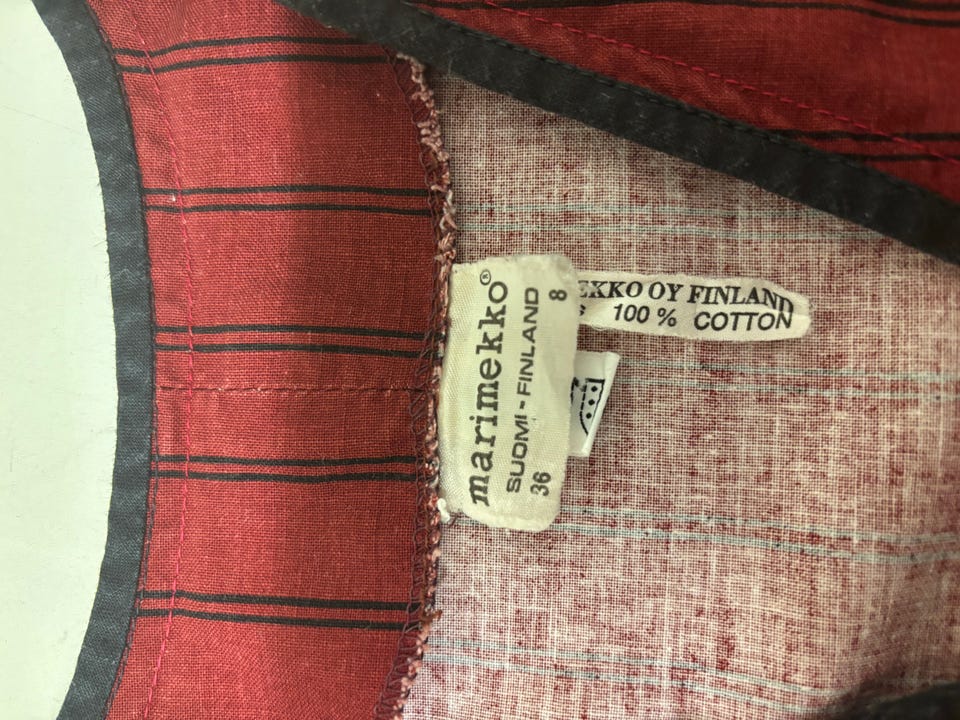 marimekko®
SUOMI - FINLAND
36 8
EKKO OY FINLAND
100 % COTTON